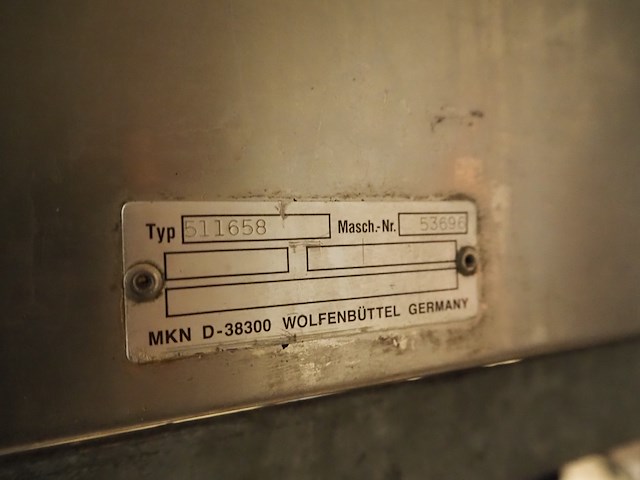 Typ 511658 Masch.-Nr. 53696
MKN D-38300 WOLFENBÜTTEL GERMANY